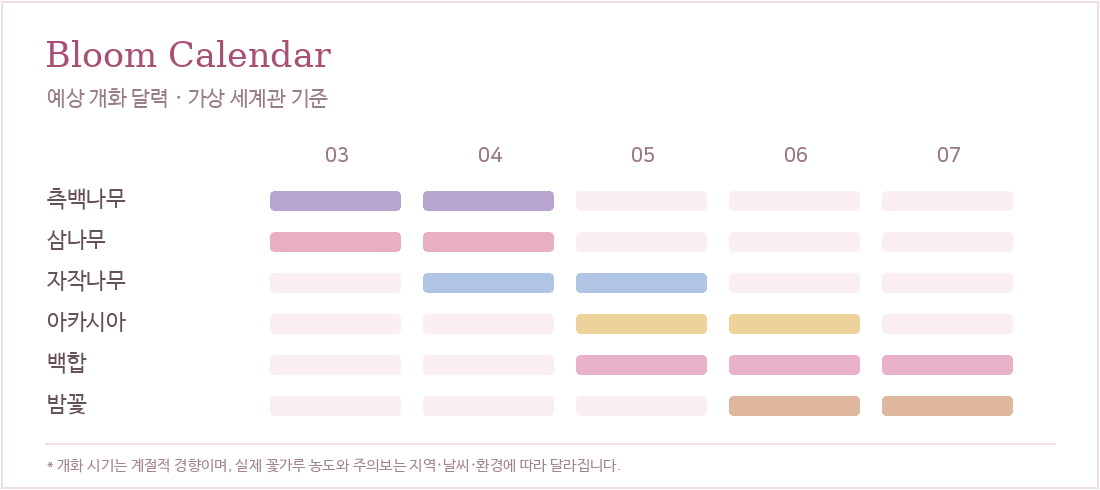 Bloom Calendar
예상 개화 달력 · 가상 세계관 기준
03 04 05 06 07
측백나무
삼나무
자작나무
아카시아
백합
밤꽃
* 개화 시기는 계절적 경향이며, 실제 꽃가루 농도와 주의보는 지역·날씨·환경에 따라 달라집니다.